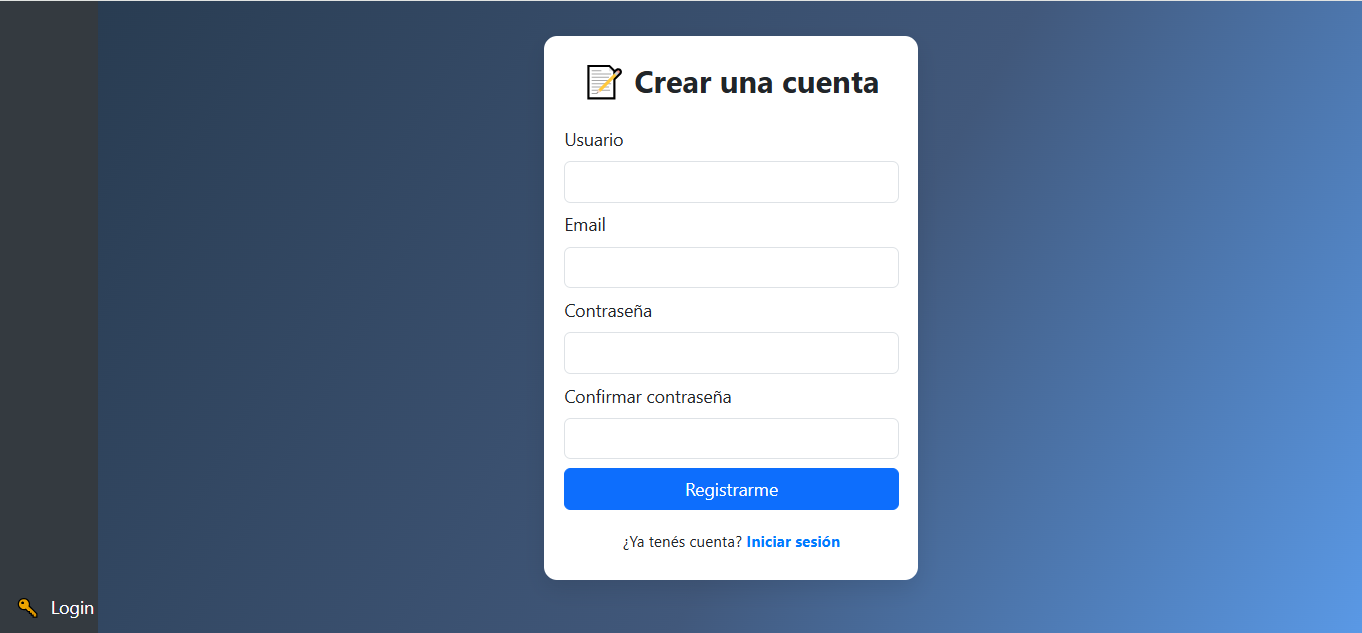 Crear una cuenta
Usuario
Email
Contraseña
Confirmar contraseña
Registrarme
¿Ya tenés cuenta? Iniciar sesión
Login